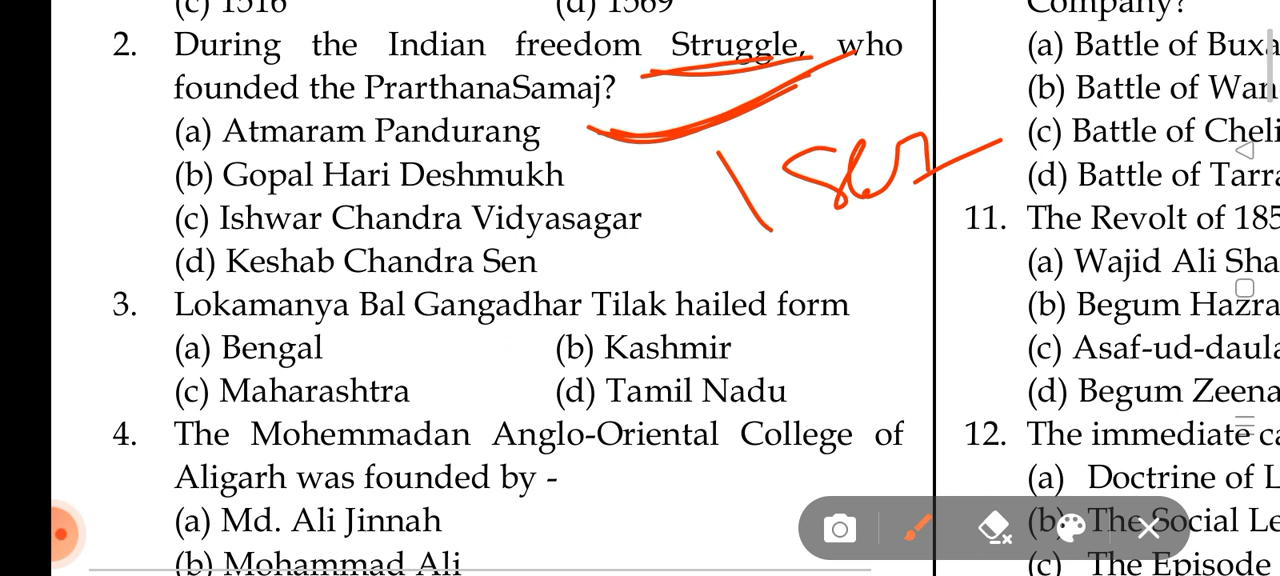 (c) 1516 (d) 1569
2. During the Indian freedom Struggle, who
founded the PrarthanaSamaj?
(a) Atmaram Pandurang
(b) Gopal Hari Deshmukh
(c) Ishwar Chandra Vidyasagar
(d) Keshab Chandra Sen
3. Lokamanya Bal Gangadhar Tilak hailed form
(a) Bengal (b) Kashmir
(c) Maharashtra (d) Tamil Nadu
4. The Mohemmadan Anglo-Oriental College of
Aligarh was founded by -
(a) Md. Ali Jinnah
(b) Mohammad Ali
Company?
(a) Battle of Buxa
(b) Battle of Wan
(c) Battle of Cheli
(d) Battle of Tarra
11. The Revolt of 185
(a) Wajid Ali Sha
(b) Begum Hazra
(c) Asaf-ud-daula
(d) Begum Zeena
12. The immediate ca
(a) Doctrine of L
(b) The Social Le
(c) The Episode